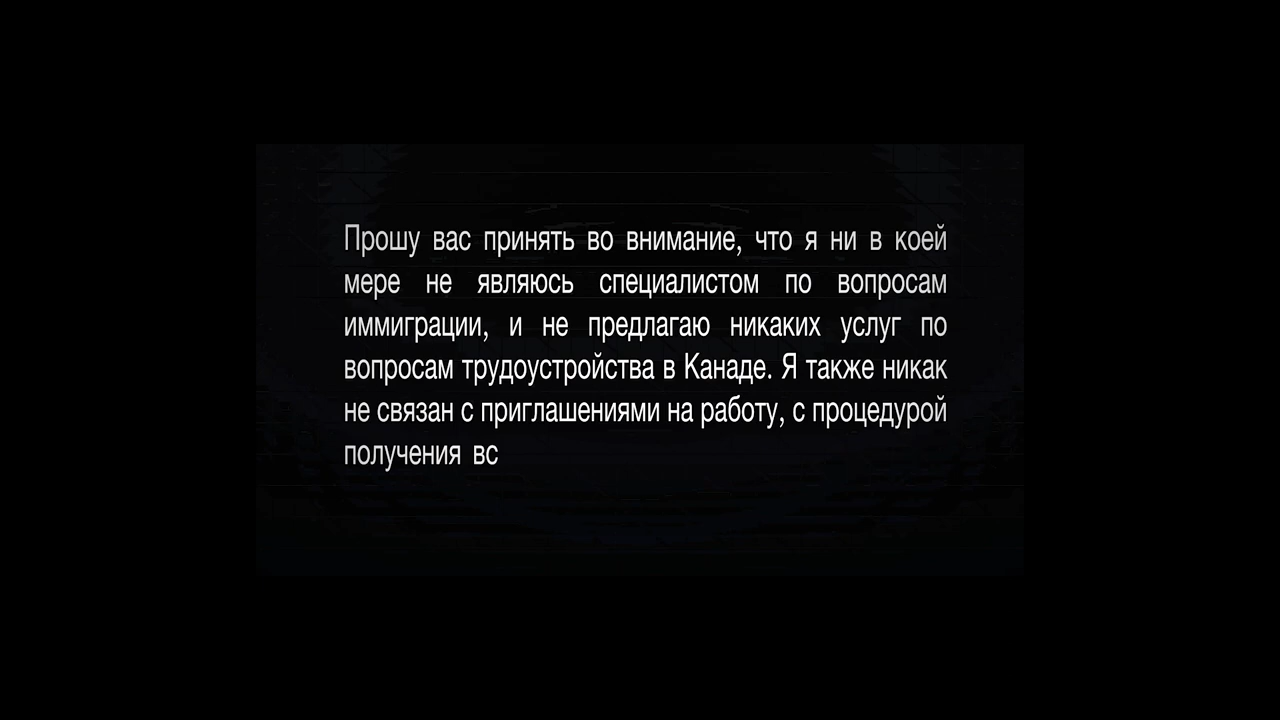 Прошу вас принять во внимание, что я ни в коей
мере не являюсь специалистом по вопросам
иммиграции, и не предлагаю никаких услуг по
вопросам трудоустройства в Канаде. Я также никак
не связан с приглашениями на работу, с процедурой
получения вс